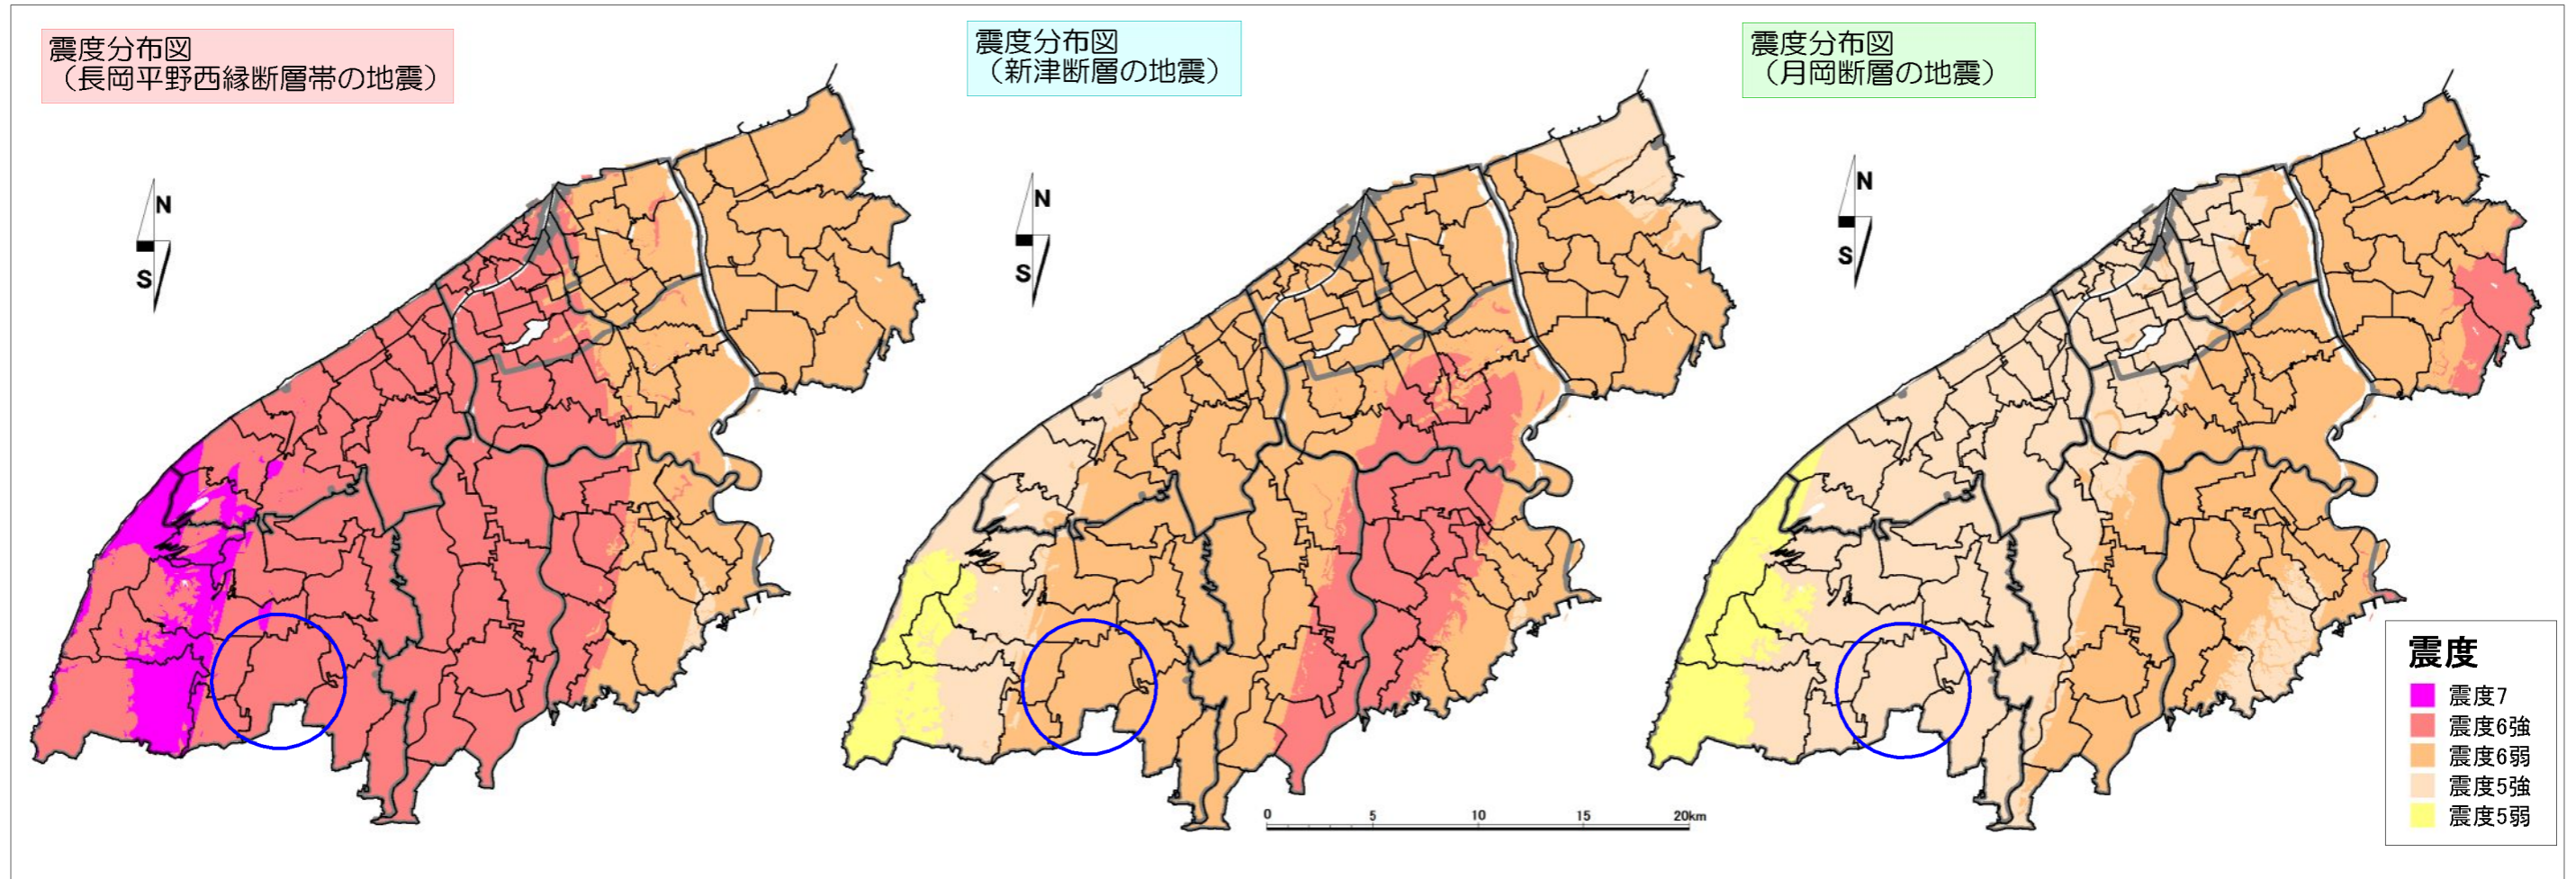 震度分布図
（長岡平野西縁断層帯の地震）
震度分布図
（新津断層の地震）
震度分布図
（月岡断層の地震）
N
S
N
S
N
S
0 5 10 15 20km
震度
震度7
震度6強
震度6弱
震度5強
震度5弱